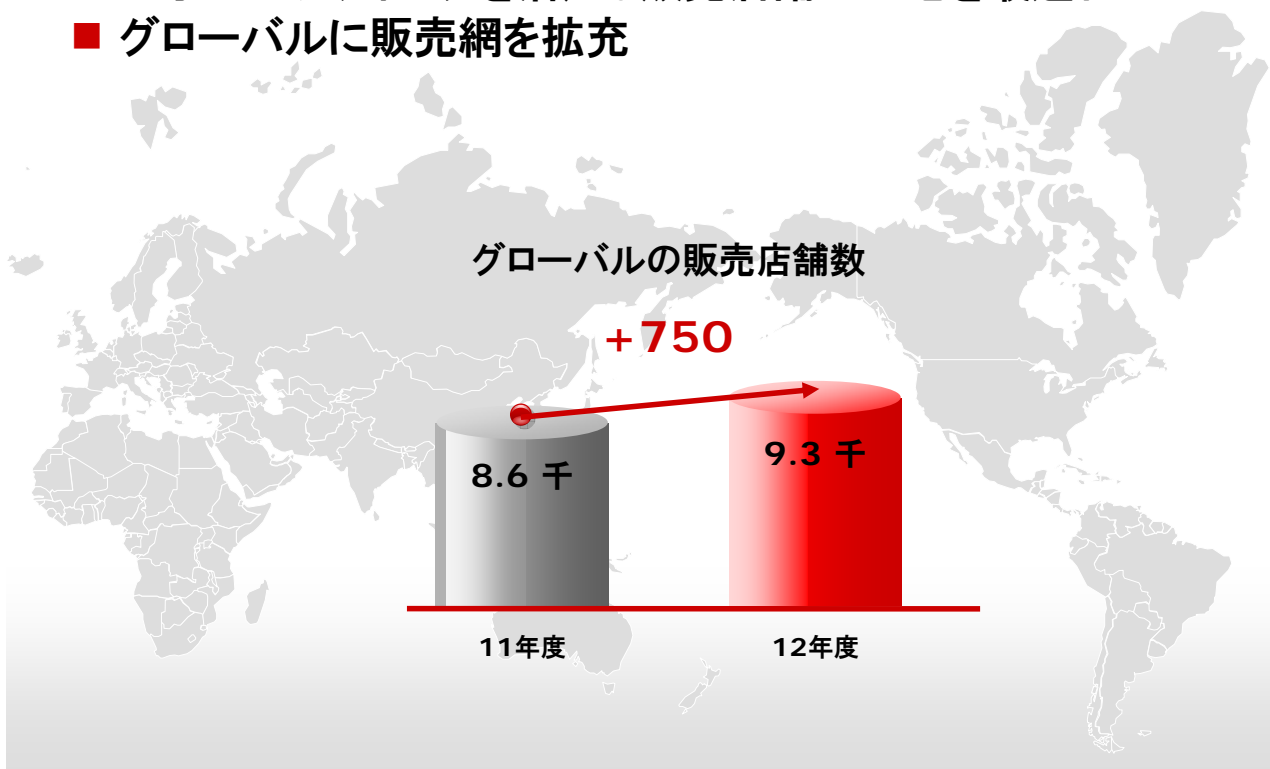 ■ グローバルに販売網を拡充
グローバルの販売店舗数
+750
8.6 千
9.3 千
11年度
12年度